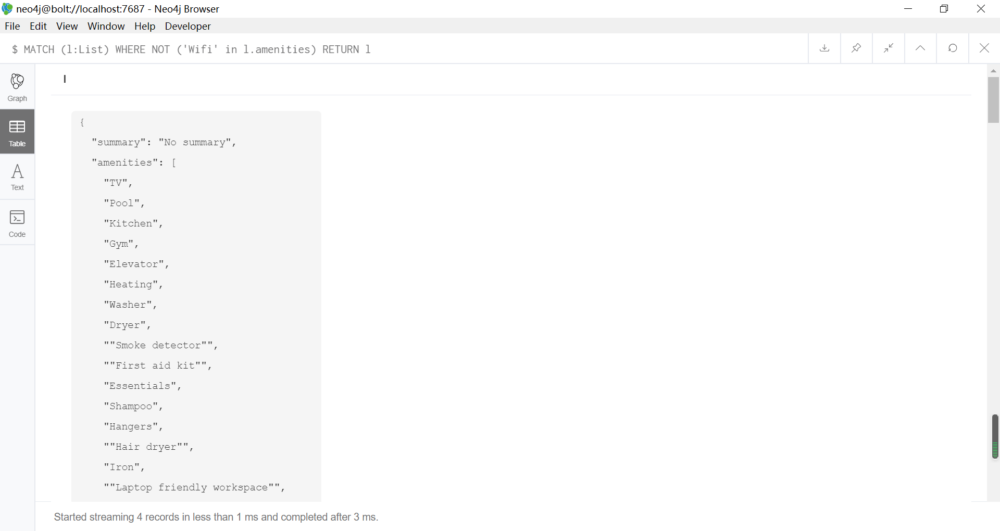 neo4j@bolt://localhost:7687 - Neo4j Browser
File Edit View Window Help Developer
$ MATCH (l:List) WHERE NOT ('Wifi' in l.amenities) RETURN l
Graph
Table
Text
Code
l
{
"summary": "No summary",
"amenities": [
"TV",
"Pool",
"Kitchen",
"Gym",
"Elevator",
"Heating",
"Washer",
"Dryer",
""Smoke detector"",
""First aid kit"",
"Essentials",
"Shampoo",
"Hangers",
""Hair dryer"",
"Iron",
""Laptop friendly workspace"",
Started streaming 4 records in less than 1 ms and completed after 3 ms.